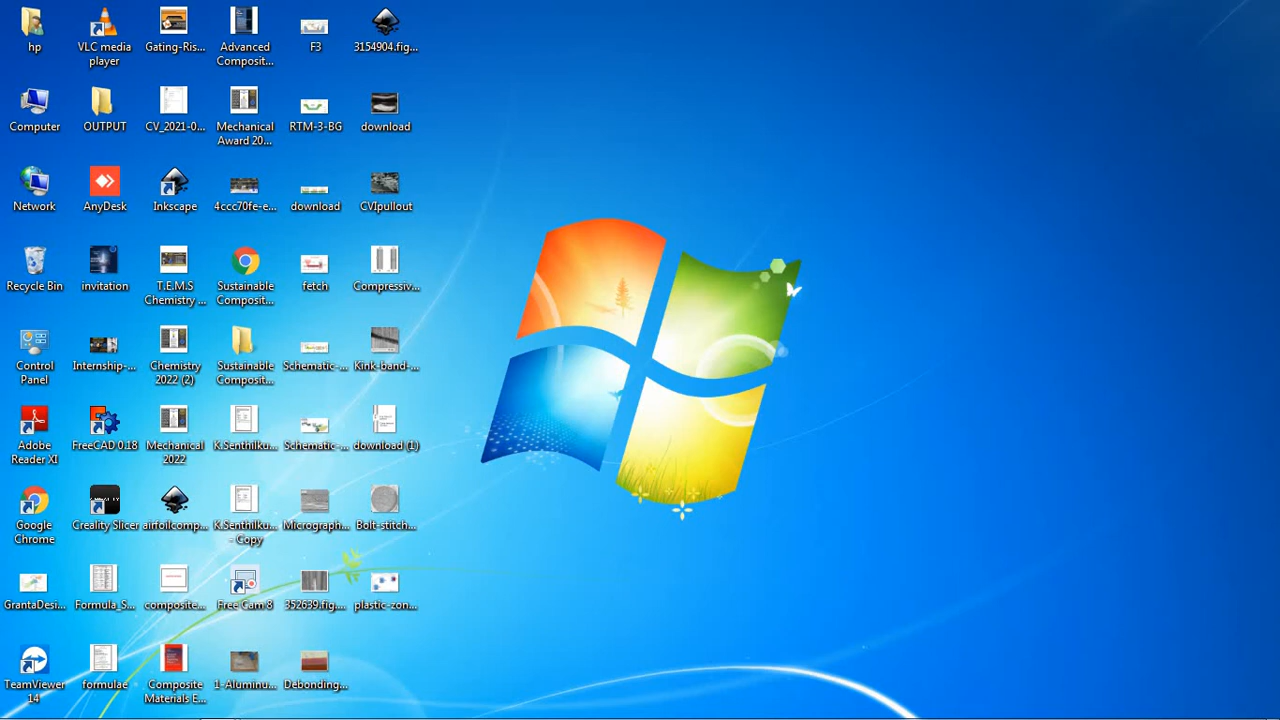 hp
VLC media
player
Gating-Ris...
Advanced
Composit...
F3
3154904.fig...
Computer
OUTPUT
CV_2021-0...
Mechanical
Award 20...
RTM-3-BG
download
Network
AnyDesk
Inkscape
4ccc70fe-e...
download
CVIpullout
Recycle Bin
invitation
T.E.M.S
Chemistry ...
Sustainable
Composit...
fetch
Compressiv...
Control
Panel
Internship-...
Chemistry
2022 (2)
Sustainable
Composit...
Schematic-...
Kink-band-...
Adobe
Reader XI
FreeCAD 0.18
Mechanical
2022
K.Senthilku...
Schematic-...
download (1)
Google
Chrome
Creality Slicer
airfoilcomp...
K.Senthilku...
- Copy
Micrograph...
Bolt-stitch...
GrantaDesi...
Formula_S...
composite...
Free Cam 8
352639.fig....
plastic-zon...
TeamViewer
14
formulae
Composite
Materials E...
1-Aluminu...
Debonding...